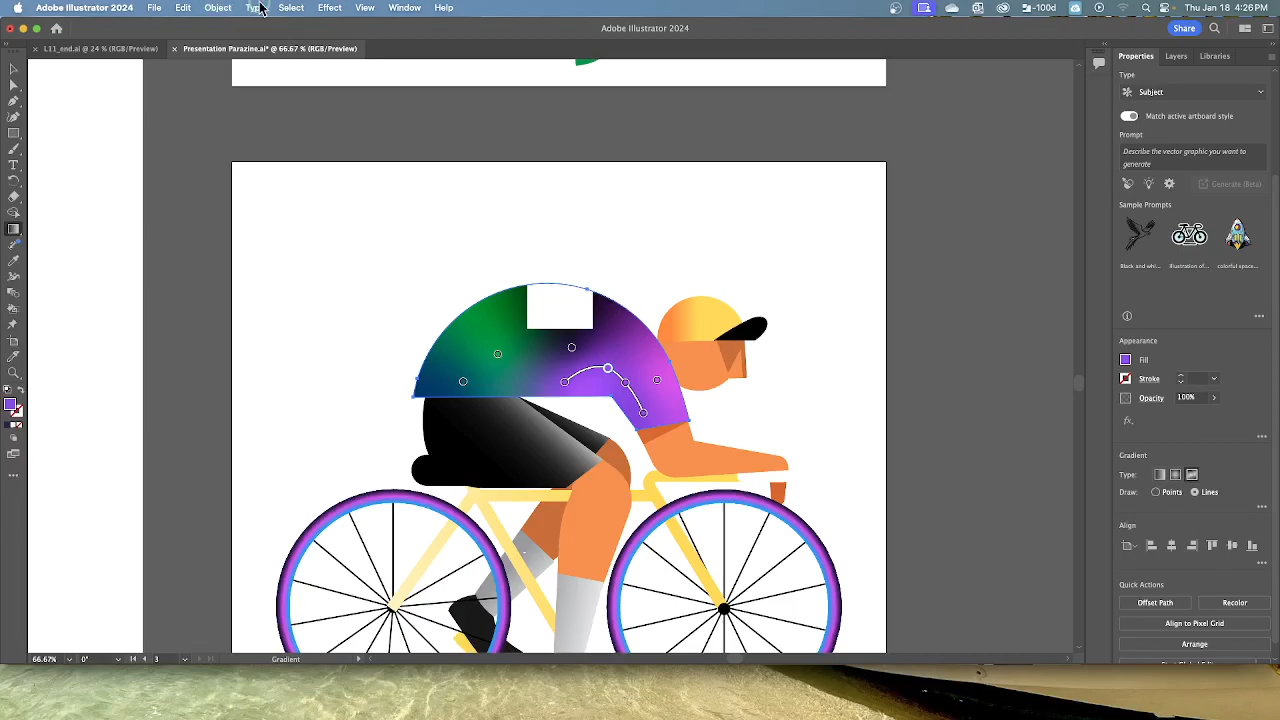 Adobe Illustrator File Edit Object Type Select Effect View Window Help
-100d Thu Jan 18 4:26 PM
Adobe Illustrator 2024
Share
× L11_end.ai @ 24 % (RGB/Preview) × Presentation Parazine.ai* @ 66.67 % (RGB/Preview)
Properties Layers Libraries
Type
Subject
Match active artboard style
Prompt
Describe the vector graphic you want to
generate
Generate (Beta)
Sample Prompts
Black and whi... Illustration of... colorful space...
Appearance
Fill
Stroke
Opacity 100%
fx.
Gradient
Type:
Draw: Points Lines
Align
Quick Actions
Offset Path Recolor
Align to Pixel Grid
Arrange
66.67% 0° 3 Gradient